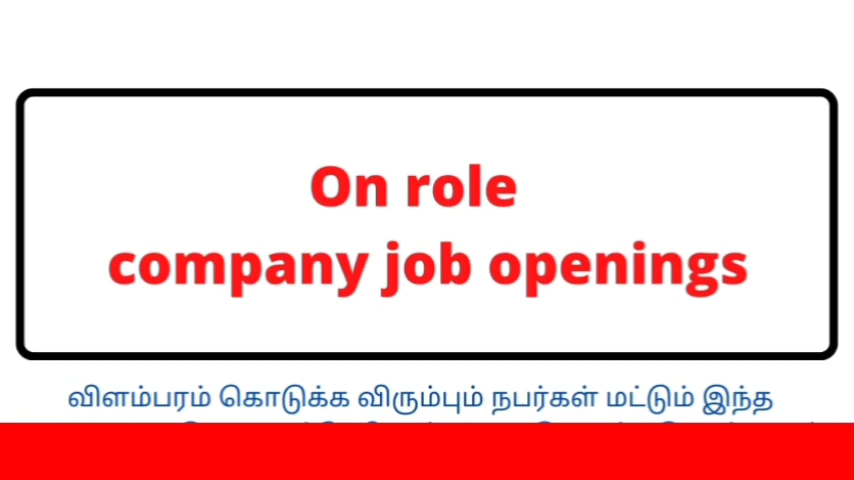 On role
company job openings
விளம்பரம் கொடுக்க விரும்பும் நபர்கள் மட்டும் இந்த